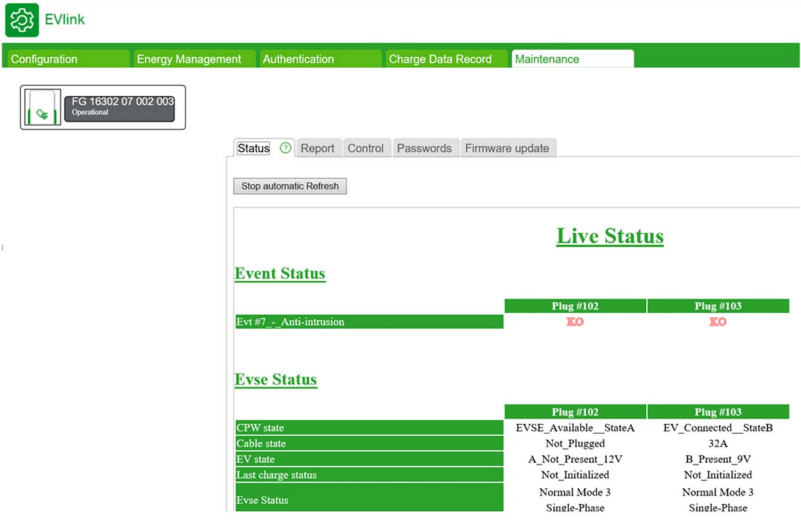 EVlink
Configuration Energy Management Authentication Charge Data Record Maintenance
FG 16302 07 002 003
Operational
Status ? Report Control Passwords Firmware update
Stop automatic Refresh
Live Status
Event Status
Plug #102 Plug #103
Evt #7_-_Anti-intrusion KO KO
Evse Status
Plug #102 Plug #103
CPW state EVSE_Available__StateA EV_Connected__StateB
Cable state Not_Plugged 32A
EV state A_Not_Present_12V B_Present_9V
Last charge status Not_Initialized Not_Initialized
Evse Status Normal Mode 3 Normal Mode 3
Single-Phase Single-Phase